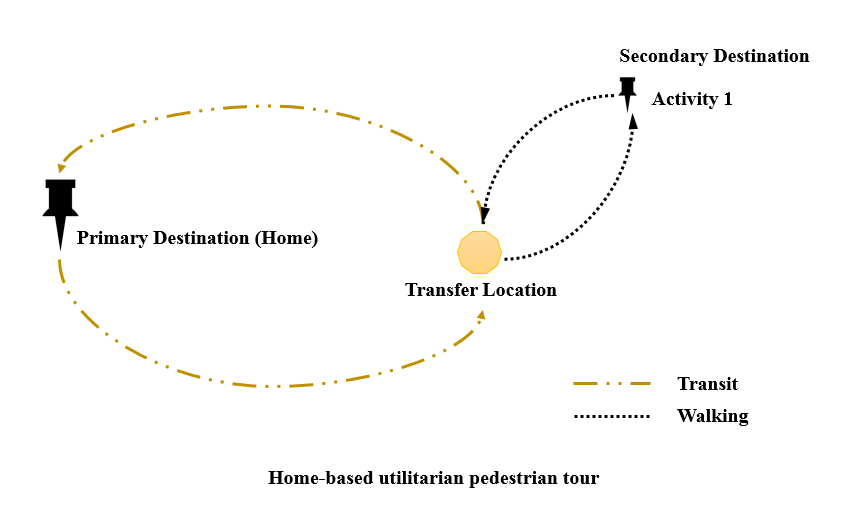 Secondary Destination
Activity 1
Primary Destination (Home)
Transfer Location
Transit
Walking
Home-based utilitarian pedestrian tour